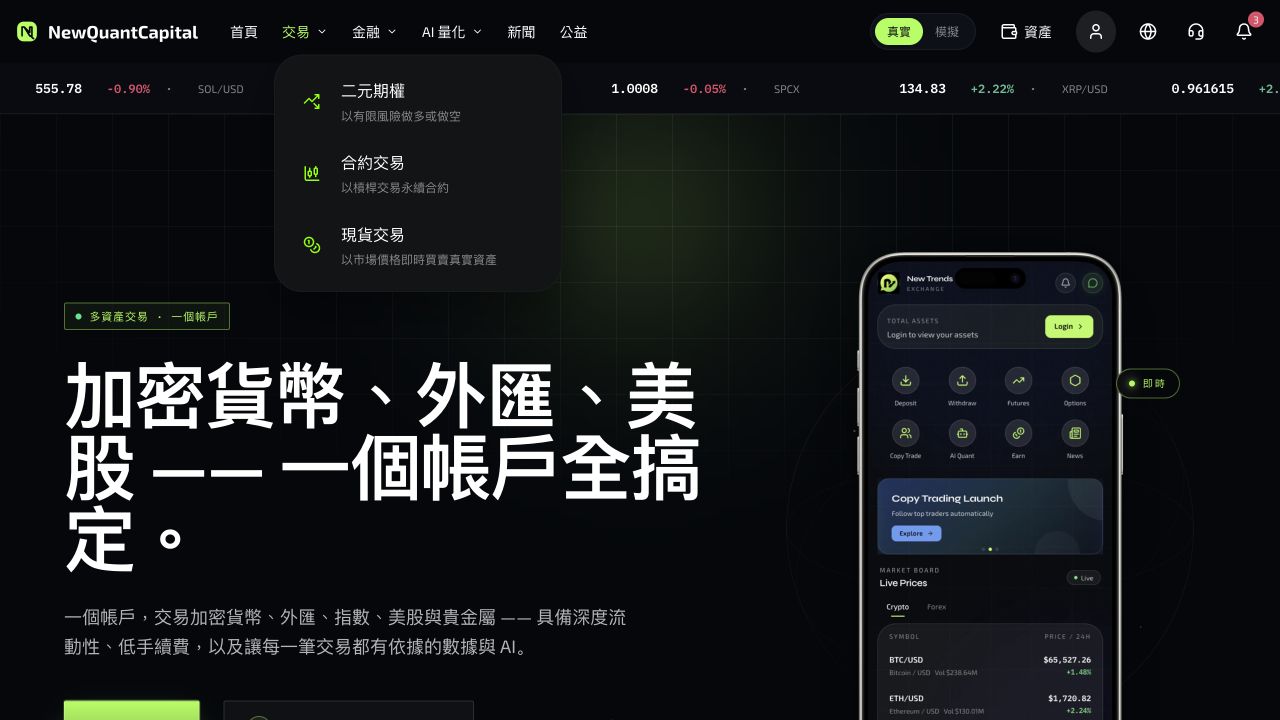 NewQuantCapital
首頁
交易
金融
AI 量化
新聞
公益
真實
模擬
資產
3
555.78 -0.90% · SOL/USD
1.0008 -0.05% · SPCX
134.83 +2.22% · XRP/USD
0.961615 +2.
二元期權
以有限風險做多或做空
合約交易
以槓桿交易永續合約
現貨交易
以市場價格即時買賣真實資產
多資產交易 · 一個帳戶
加密貨幣、外匯、美
股 —— 一個帳戶全搞
定。
一個帳戶，交易加密貨幣、外匯、指數、美股與貴金屬 —— 具備深度流
動性、低手續費，以及讓每一筆交易都有依據的數據與 AI。
New Trends
EXCHANGE
TOTAL ASSETS
Login to view your assets
Login
即時
Deposit
Withdraw
Futures
Options
Copy Trade
AI Quant
Earn
News
Copy Trading Launch
Follow top traders automatically
Explore
MARKET BOARD
Live Prices
Live
Crypto
Forex
SYMBOL
PRICE / 24H
BTC/USD
$65,527.26
Bitcoin / USD Vol $238.64M
+1.48%
ETH/USD
$1,720.82
Ethereum / USD Vol $130.01M
+2.24%